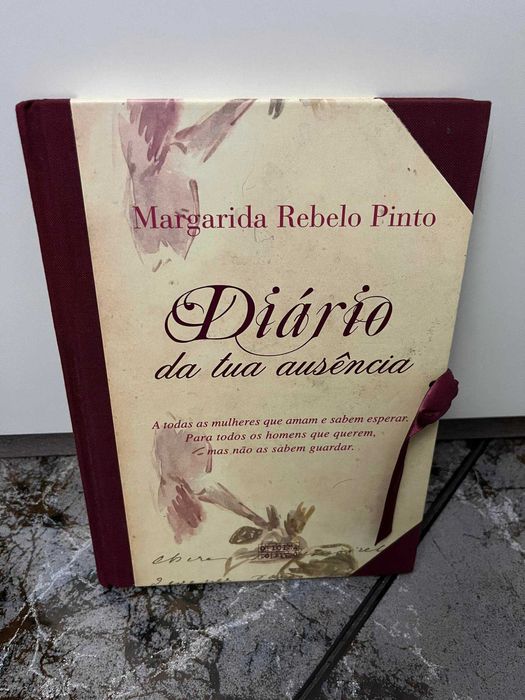 Margarida Rebelo Pinto
Diário
da tua ausência
A todas as mulheres que amam e sabem esperar.
Para todos os homens que querem,
mas não as sabem guardar.